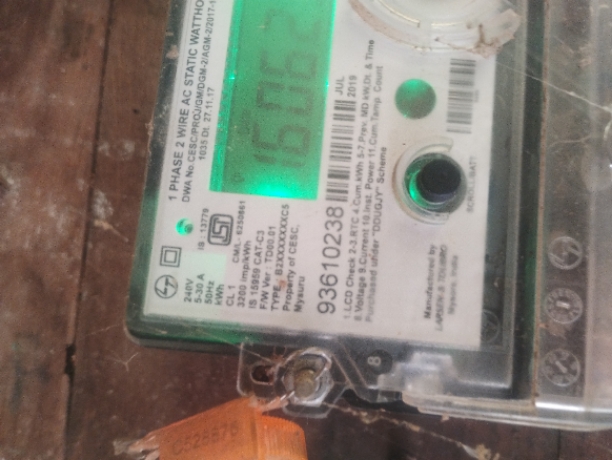 1 PHASE 2 WIRE AC STATIC WATTHO
DWA No.CESC/PROJ/GM/DGM-2/AGM-2/2017-1
1035 Dt. 27.11.17
IS 13779
CM/L- 6250861
240V
5-30 A
50Hz
kWh
CL 1
3200 imp/kWh
IS 15959 CAT-C3
F/W Ver.: TD00.01
Property of CESC,
Mysuru
93610238
JUL
2019
1.LCD Check 2-3.RTC 4.Cum.kWh 5-7.Prev. MD kW,Dt. & Time
8.Voltage 9.Current 10.Inst. Power 11.Cum.Temp. Count
Purchased under "DDUGJY" Scheme
Manufactured by
LARSEN & TOUBRO
Mysore, India
8